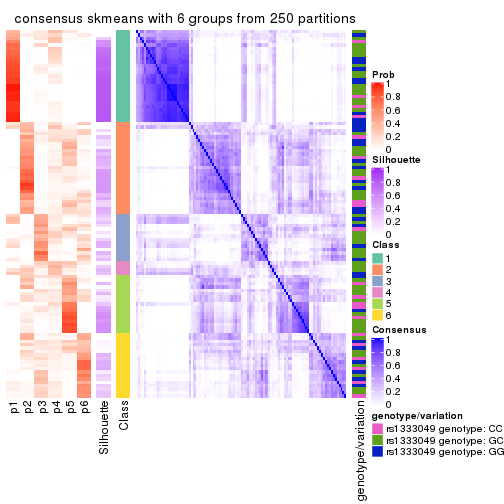 consensus skmeans with 6 groups from 250 partitions
Prob
1
0.8
0.6
0.4
0.2
0
Silhouette
1
0.8
0.6
0.4
0.2
0
Class
1
2
3
4
5
6
Consensus
1
0.8
0.6
0.4
0.2
0
genotype/variation
rs1333049 genotype: CC
rs1333049 genotype: GC
rs1333049 genotype: GG
p1
p2
p3
p4
p5
p6
Silhouette
Class
genotype/variation